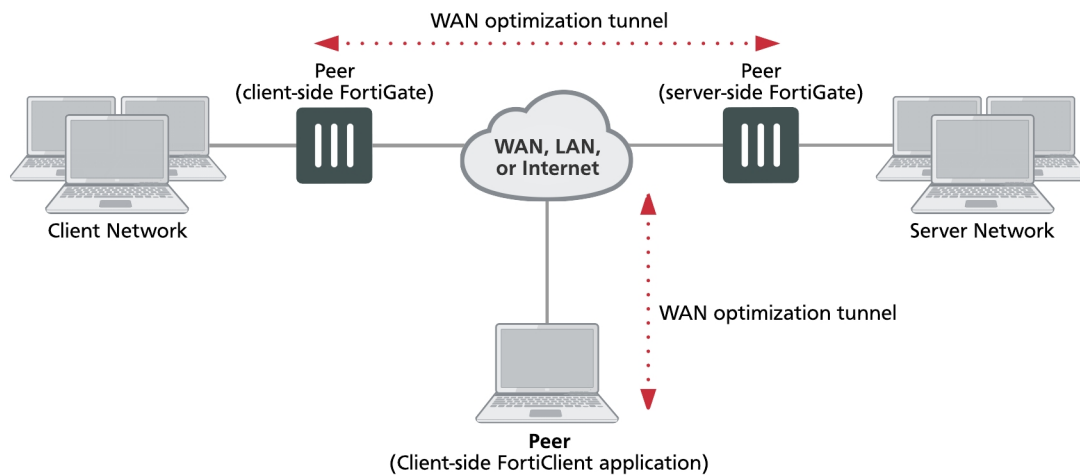 WAN optimization tunnel
Peer
(client-side FortiGate)
Peer
(server-side FortiGate)
WAN, LAN,
or Internet
Client Network
Server Network
WAN optimization tunnel
Peer
(Client-side FortiClient application)